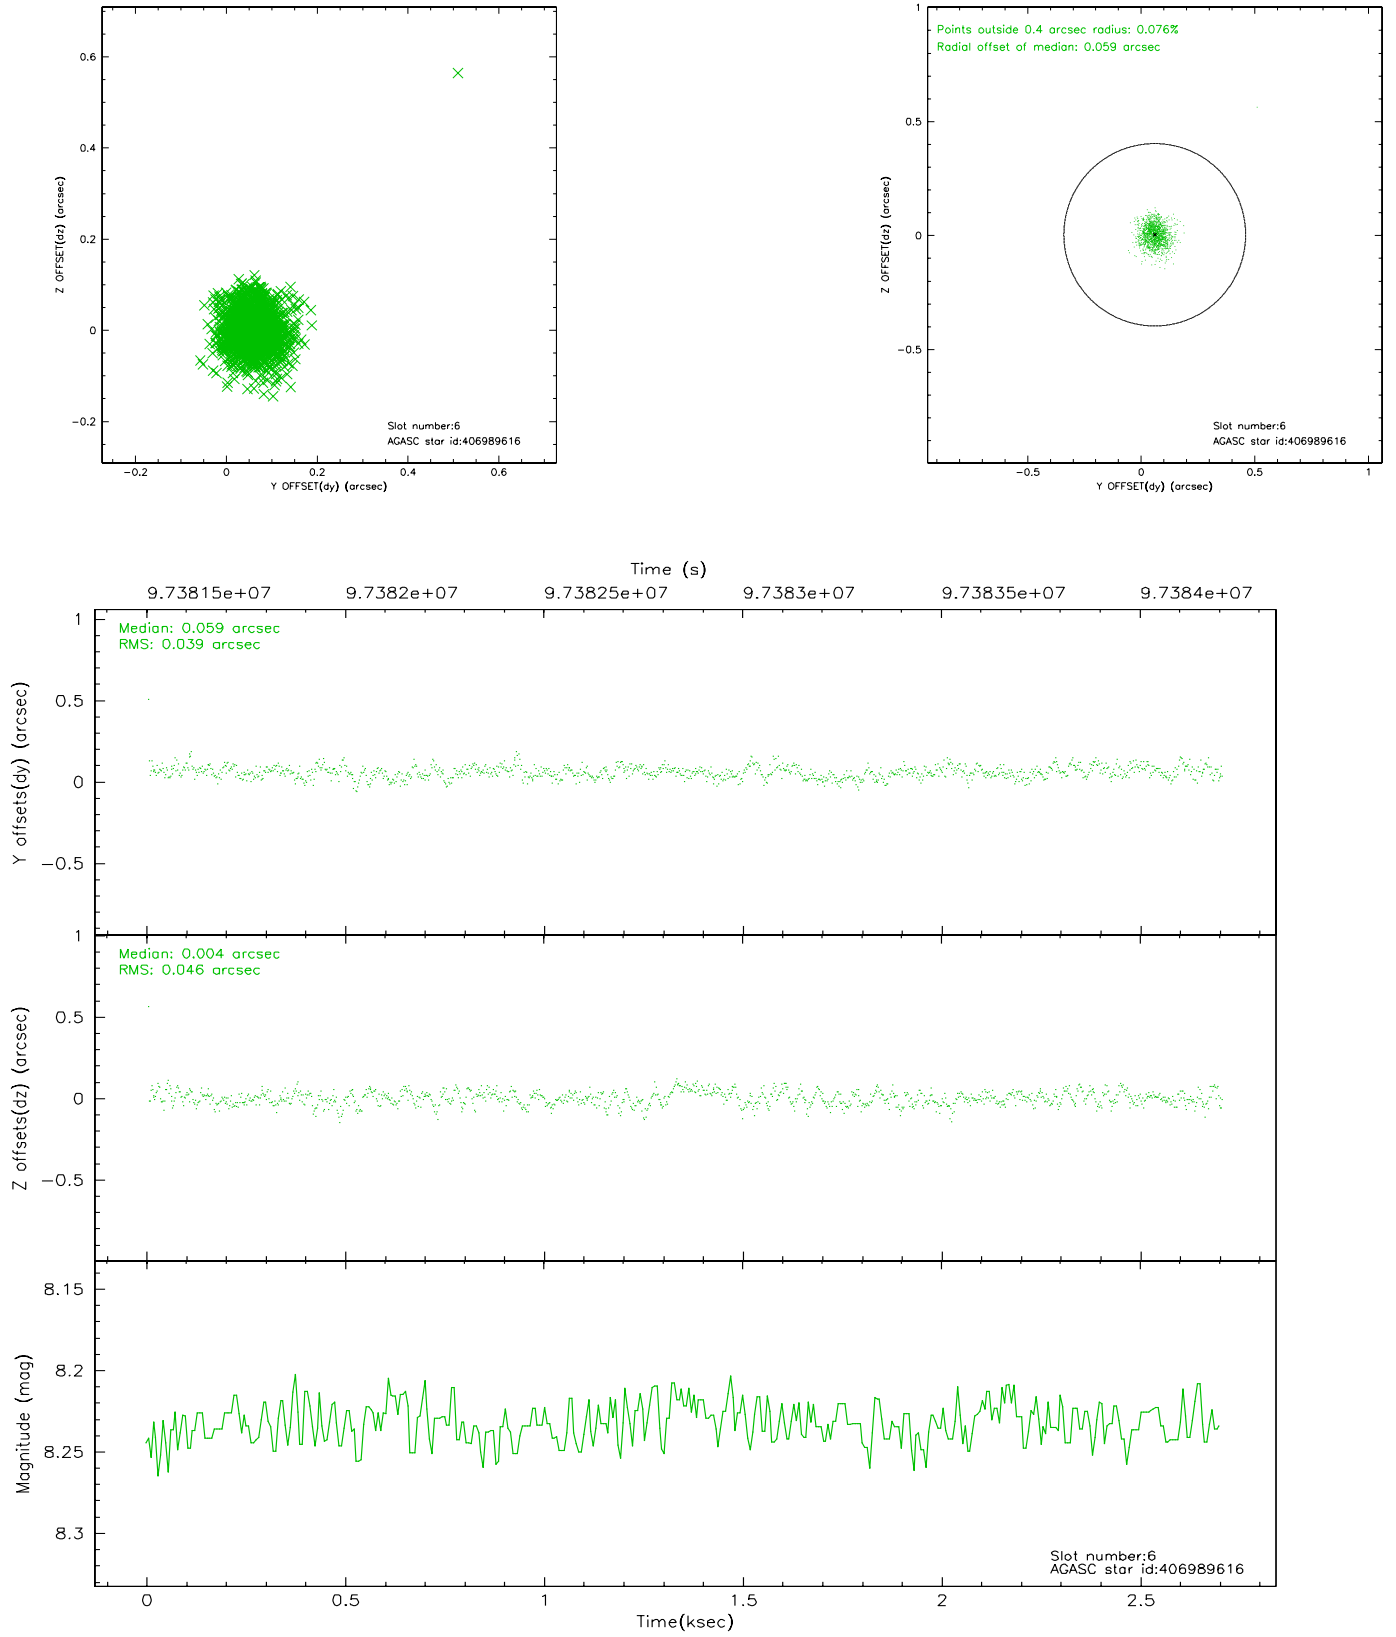 0.6
0.4
0.2
0
-0.2
Z OFFSET(dz) (arcsec)
Slot number:6
AGASC star id:406989616
-0.2 0 0.2 0.4 0.6
Y OFFSET(dy) (arcsec)
1
0.5
0
-0.5
Z OFFSET(dz) (arcsec)
Points outside 0.4 arcsec radius: 0.076%
Radial offset of median: 0.059 arcsec
Slot number:6
AGASC star id:406989616
-0.5 0 0.5 1
Y OFFSET(dy) (arcsec)
Time (s)
9.73815e+07 9.7382e+07 9.73825e+07 9.7383e+07 9.73835e+07 9.7384e+07
1
0.5
0
-0.5
Y offsets(dy) (arcsec)
Median: 0.059 arcsec
RMS: 0.039 arcsec
1
0.5
0
-0.5
Z offsets(dz) (arcsec)
Median: 0.004 arcsec
RMS: 0.046 arcsec
8.15
8.2
8.25
8.3
Magnitude (mag)
Slot number:6
AGASC star id:406989616
0 0.5 1 1.5 2 2.5
Time(ksec)